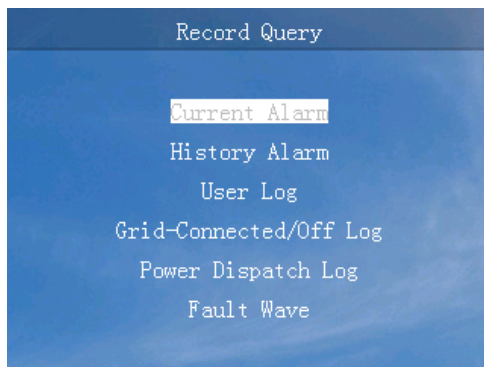 Record Query
Current Alarm
History Alarm
User Log
Grid-Connected/Off Log
Power Dispatch Log
Fault Wave